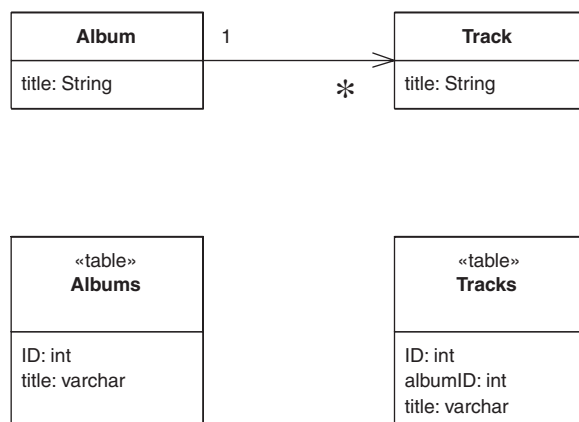 Album
1
Track
title: String
*
title: String
«table»
Albums
«table»
Tracks
ID: int
title: varchar
ID: int
albumID: int
title: varchar